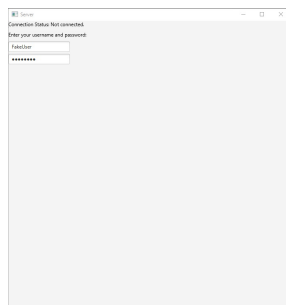 Server
Connection Status: Not connected.
Enter your username and password:
FakeUser
••••••••